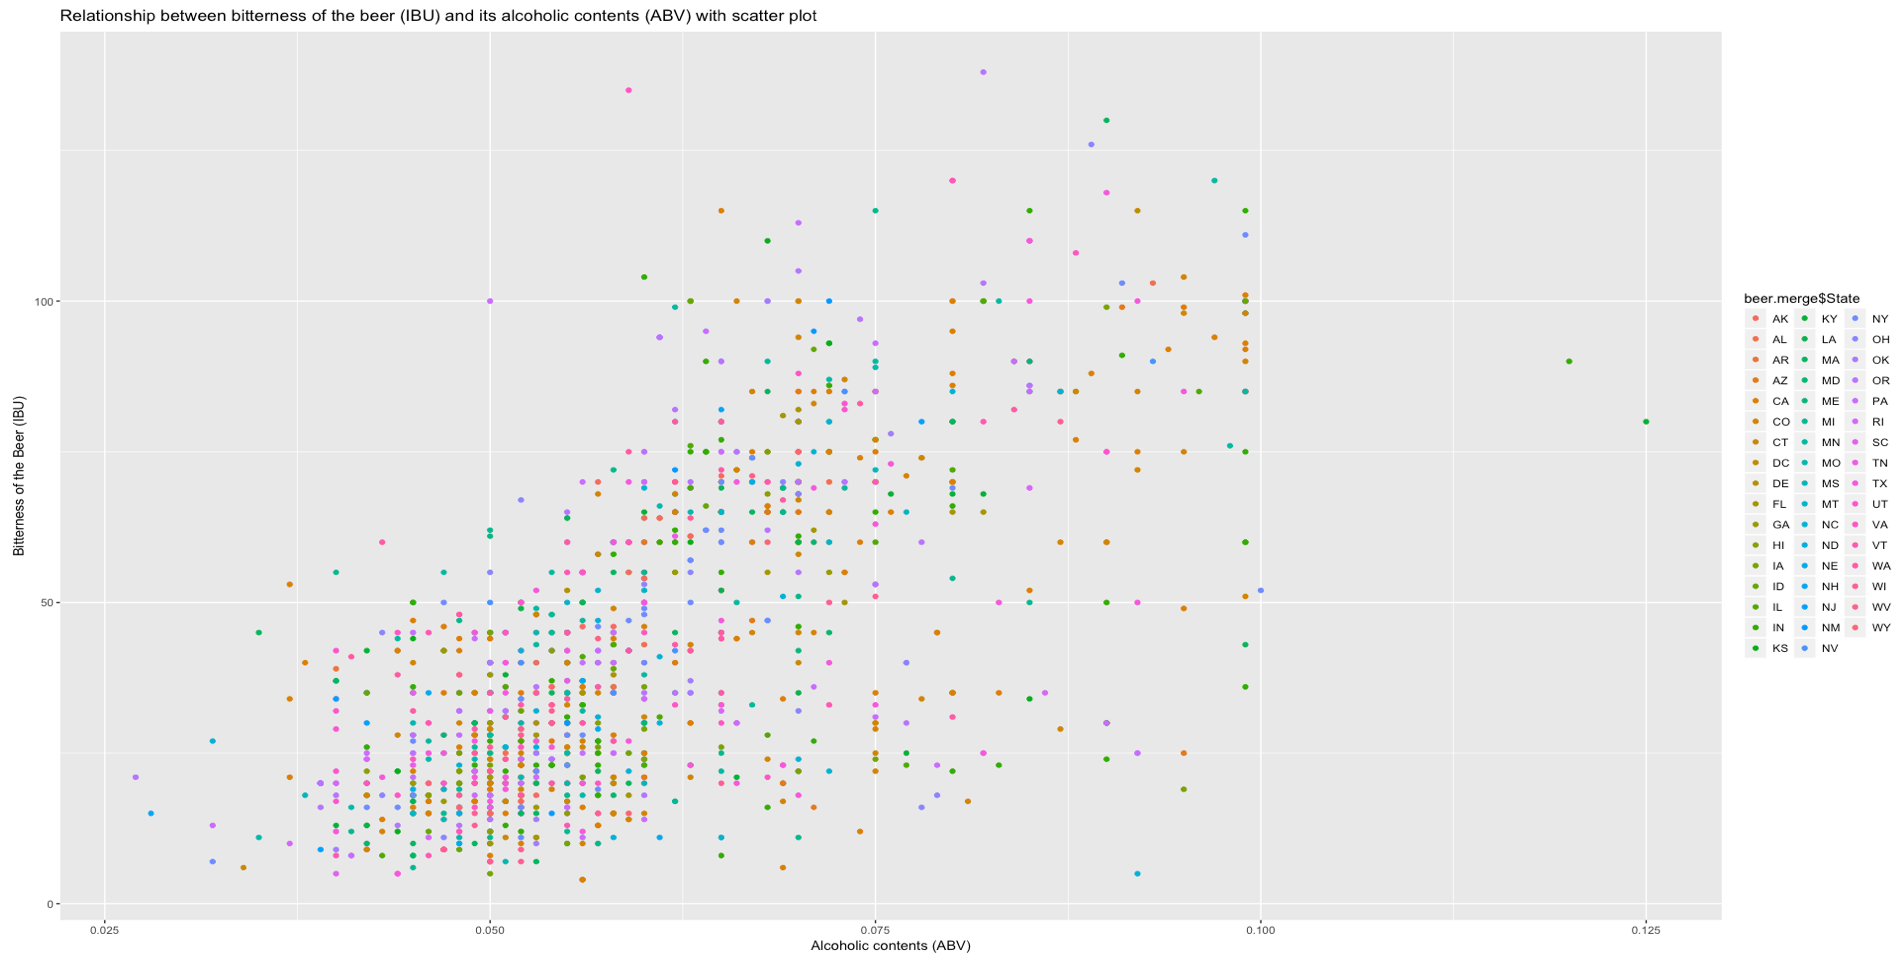 Relationship between bitterness of the beer (IBU) and its alcoholic contents (ABV) with scatter plot
Bitterness of the Beer (IBU)
100
50
0
0.025 0.050 0.075 0.100 0.125
Alcoholic contents (ABV)
beer.merge$State
AK KY NY
AL LA OH
AR MA OK
AZ MD OR
CA ME PA
CO MI RI
CT MN SC
DC MO TN
DE MS TX
FL MT UT
GA NC VA
HI ND VT
IA NE WA
ID NH WI
IL NJ WV
IN NM WY
KS NV